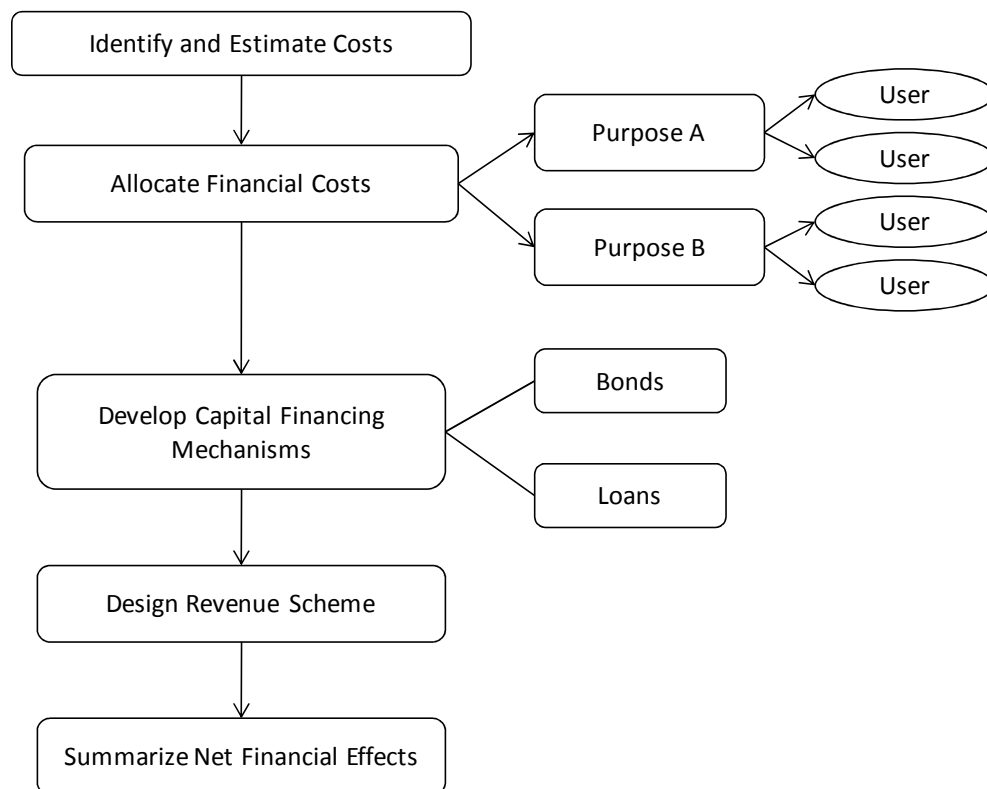 Identify and Estimate Costs
User
Purpose A
User
Allocate Financial Costs
User
Purpose B
User
Bonds
Develop Capital Financing
Mechanisms
Loans
Design Revenue Scheme
Summarize Net Financial Effects